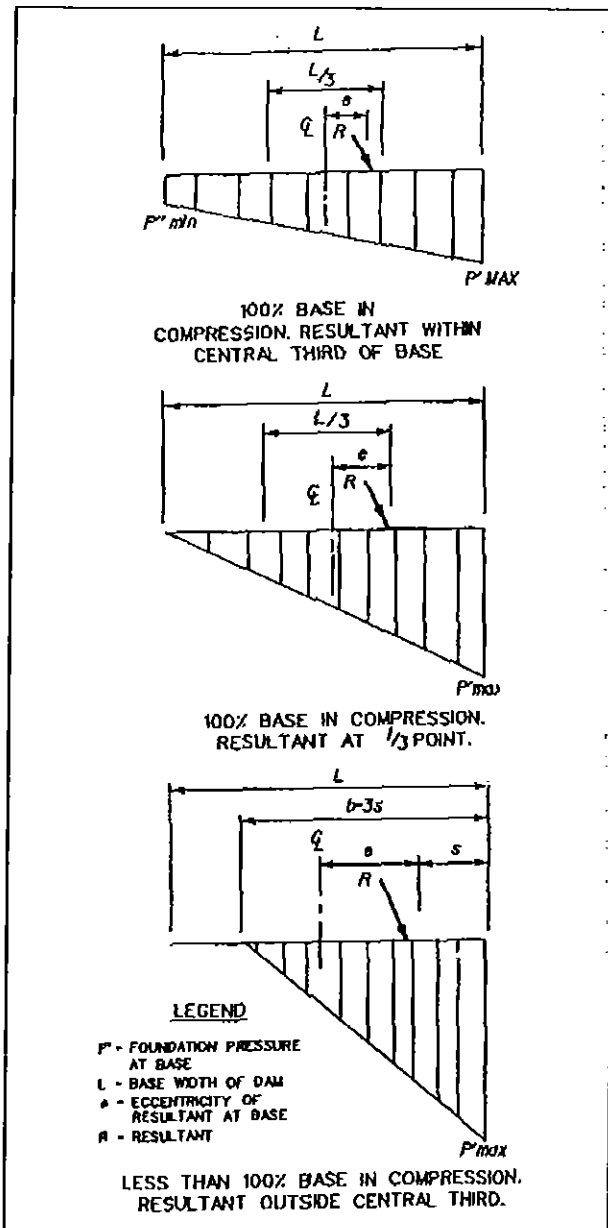 L
L/3
e
℄
R
P" min
P' MAX
100% BASE IN
COMPRESSION. RESULTANT WITHIN
CENTRAL THIRD OF BASE
L
L/3
e
℄
R
P'max
100% BASE IN COMPRESSION.
RESULTANT AT 1/3 POINT.
L
b-3s
℄
e
s
R
LEGEND
P" - FOUNDATION PRESSURE
AT BASE
L - BASE WIDTH OF DAM
e - ECCENTRICITY OF
RESULTANT AT BASE
R - RESULTANT
P'max
LESS THAN 100% BASE IN COMPRESSION.
RESULTANT OUTSIDE CENTRAL THIRD.